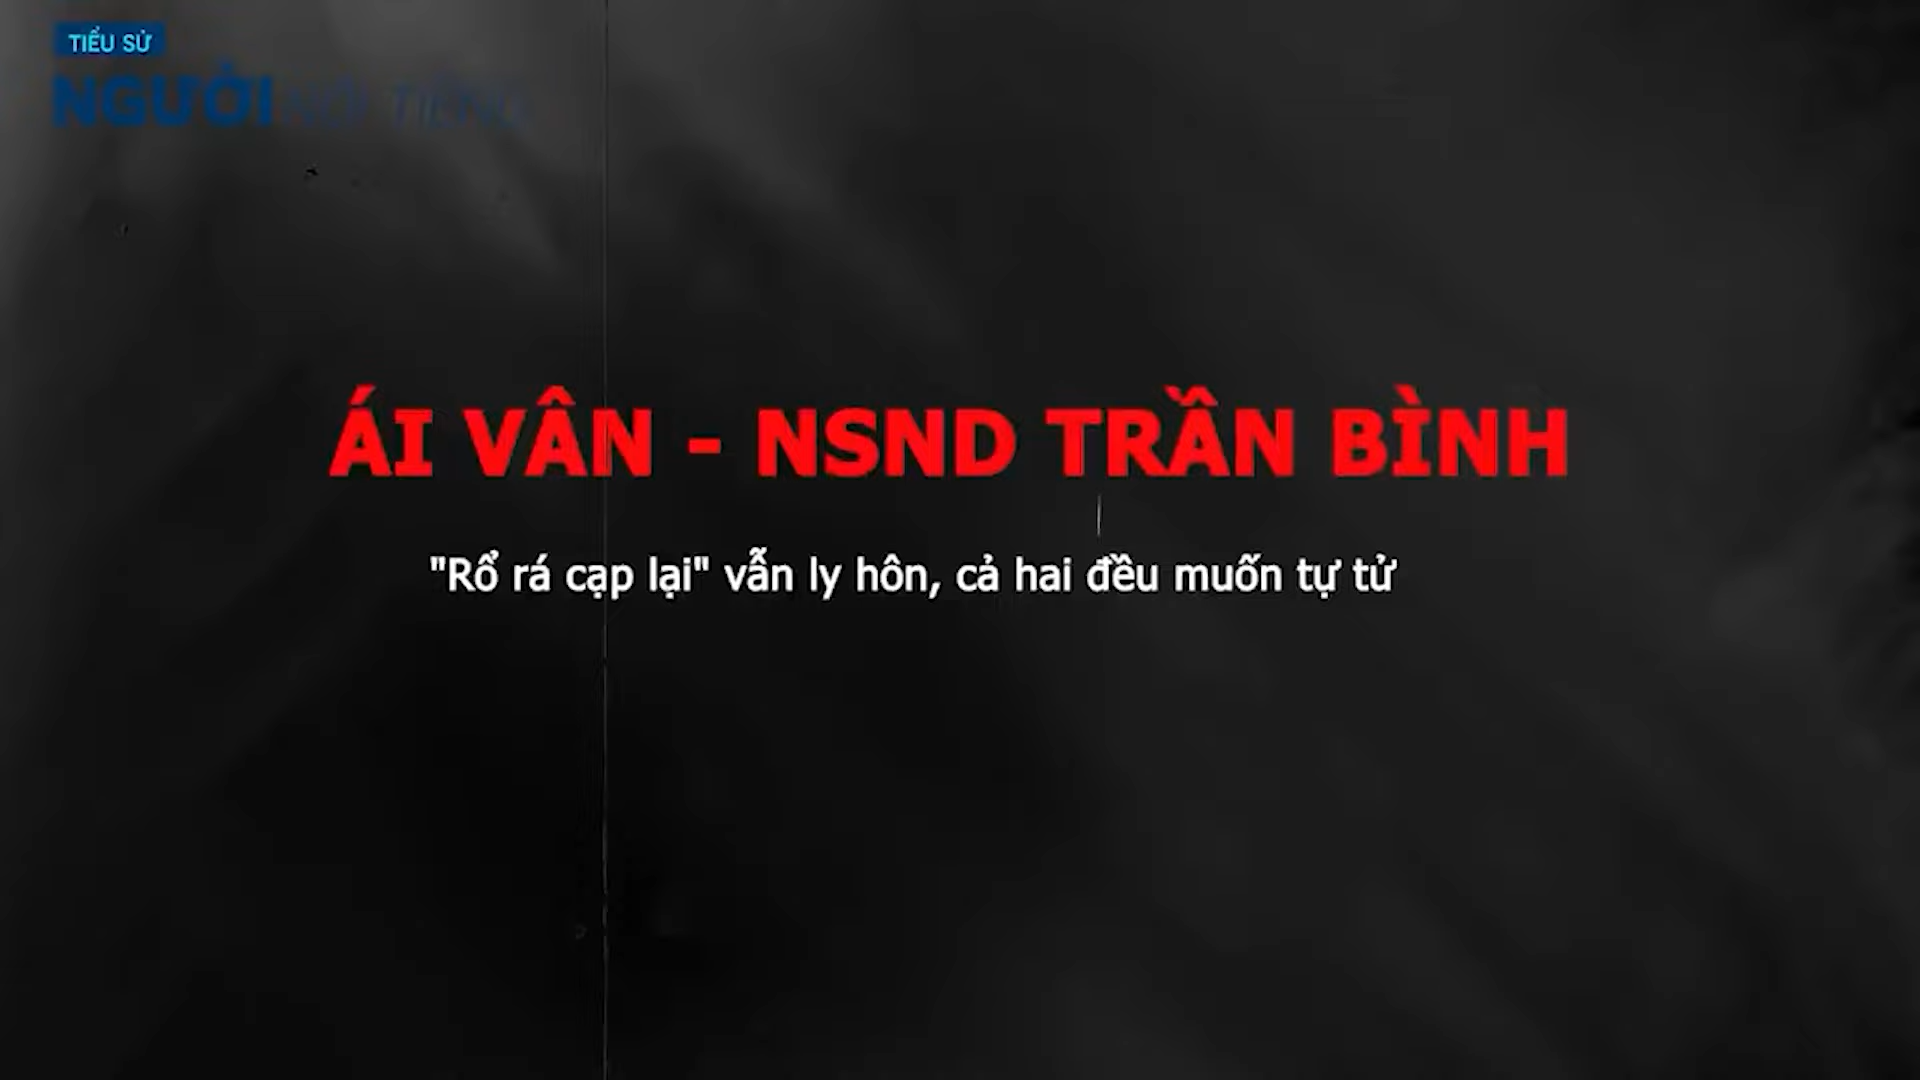 TIỂU SỬ
NGƯỜI NỔI TIẾNG
ÁI VÂN - NSND TRẦN BÌNH
"Rổ rá cạp lại" vẫn ly hôn, cả hai đều muốn tự tử